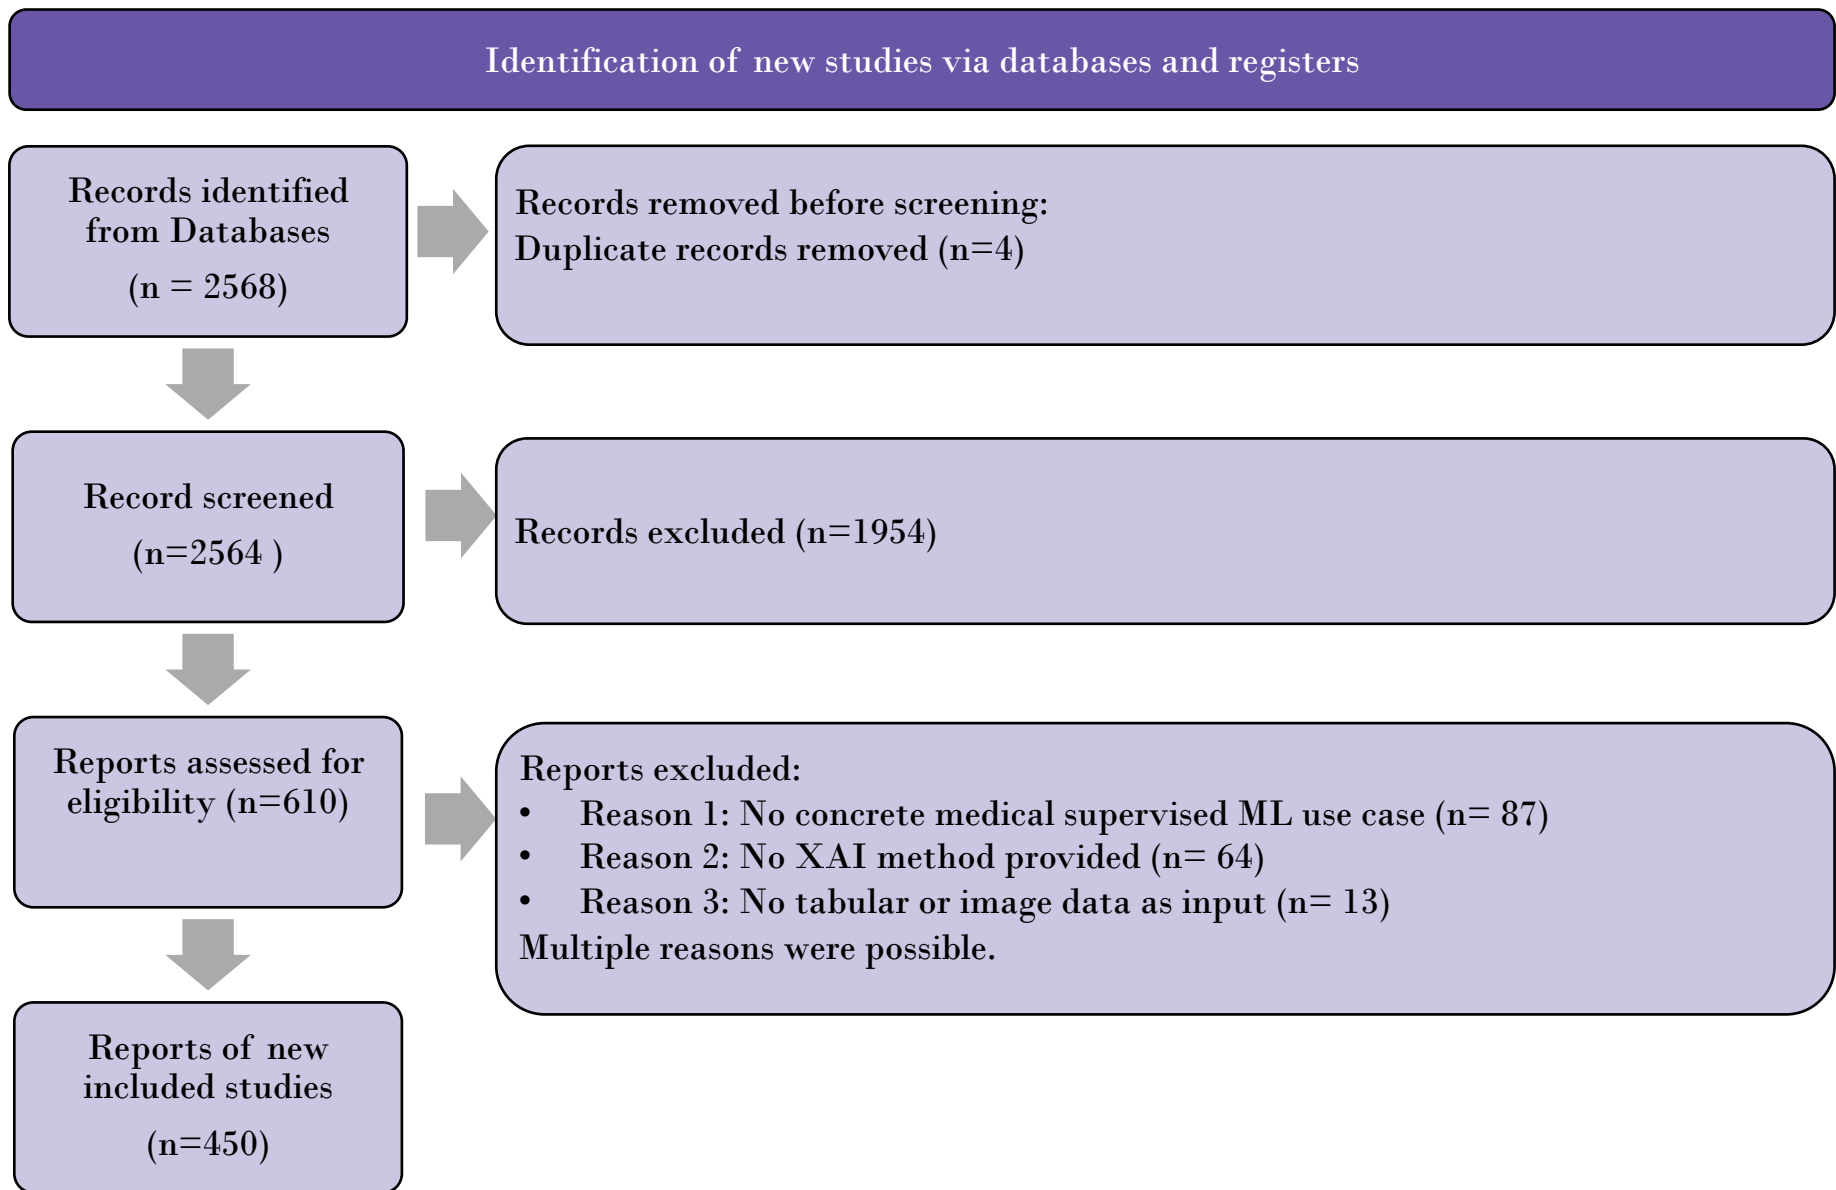 Identification of new studies via databases and registers
Records identified
from Databases
(n = 2568)
Records removed before screening:
Duplicate records removed (n=4)
Record screened
(n=2564 )
Records excluded (n=1954)
Reports assessed for
eligibility (n=610)
Reports excluded:
• Reason 1: No concrete medical supervised ML use case (n= 87)
• Reason 2: No XAI method provided (n= 64)
• Reason 3: No tabular or image data as input (n= 13)
Multiple reasons were possible.
Reports of new
included studies
(n=450)